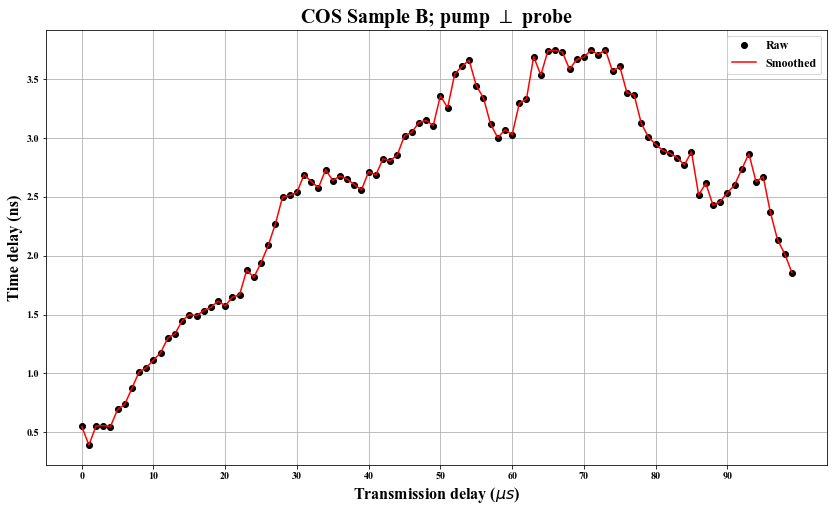 COS Sample B; pump ⊥ probe
Raw
Smoothed
Time delay (ns)
3.5
3.0
2.5
2.0
1.5
1.0
0.5
0 10 20 30 40 50 60 70 80 90
Transmission delay (μs)